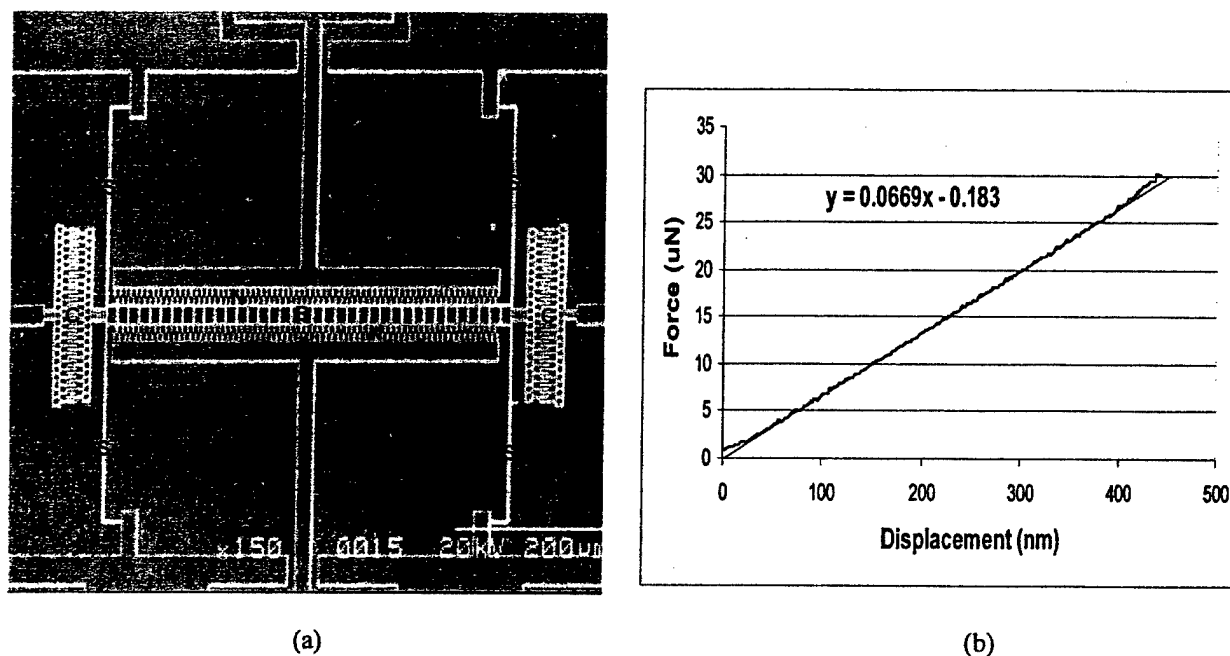 S
S
C
B
C
S
S
×150 0015 20kV 200um
(a)
35
30
25
20
15
10
5
0
0 100 200 300 400 500
y = 0.0669x - 0.183
Force (uN)
Displacement (nm)
(b)